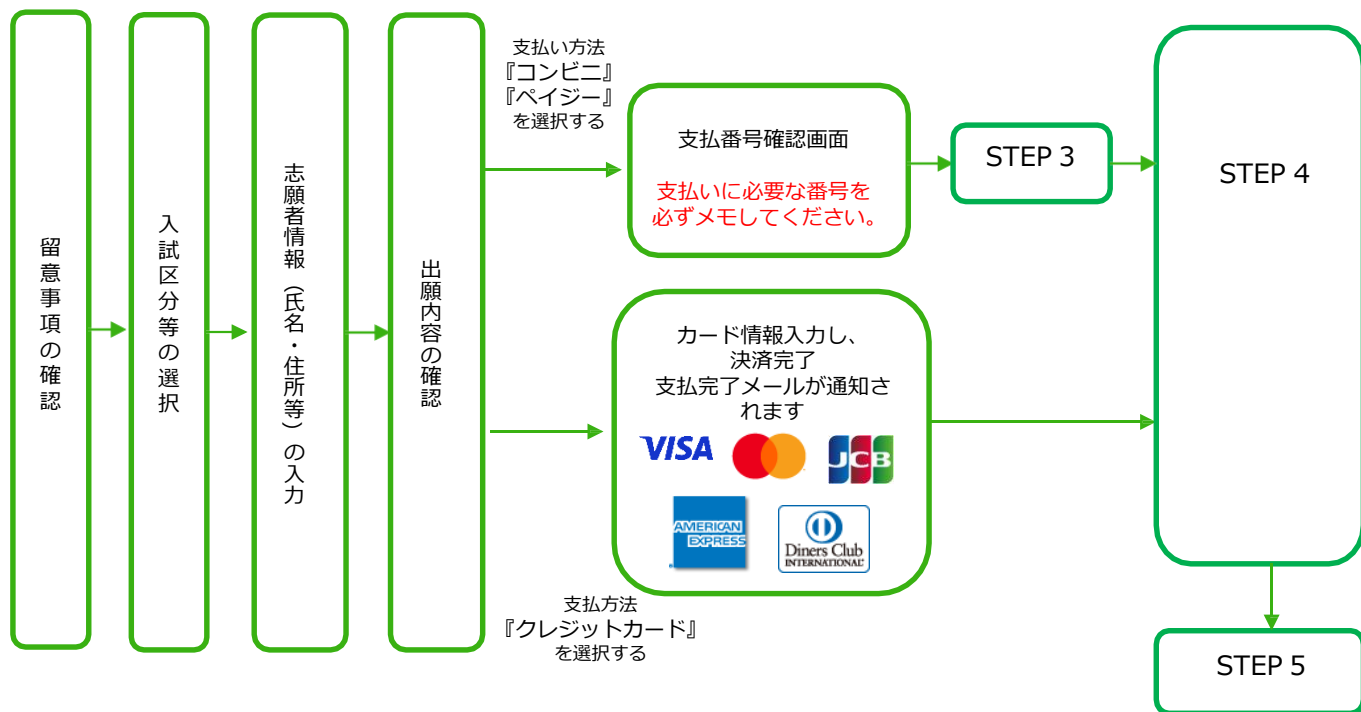 留意事項の確認
入試区分等の選択
志願者情報（氏名・住所等）の入力
出願内容の確認
支払い方法
『コンビニ』
『ペイジー』
を選択する
支払番号確認画面
支払いに必要な番号を
必ずメモしてください。
STEP 3
STEP 4
カード情報入力し、
決済完了
支払完了メールが通知さ
れます
VISA
JCB
AMERICAN
EXPRESS
Diners Club
INTERNATIONAL
支払方法
『クレジットカード』
を選択する
STEP 5